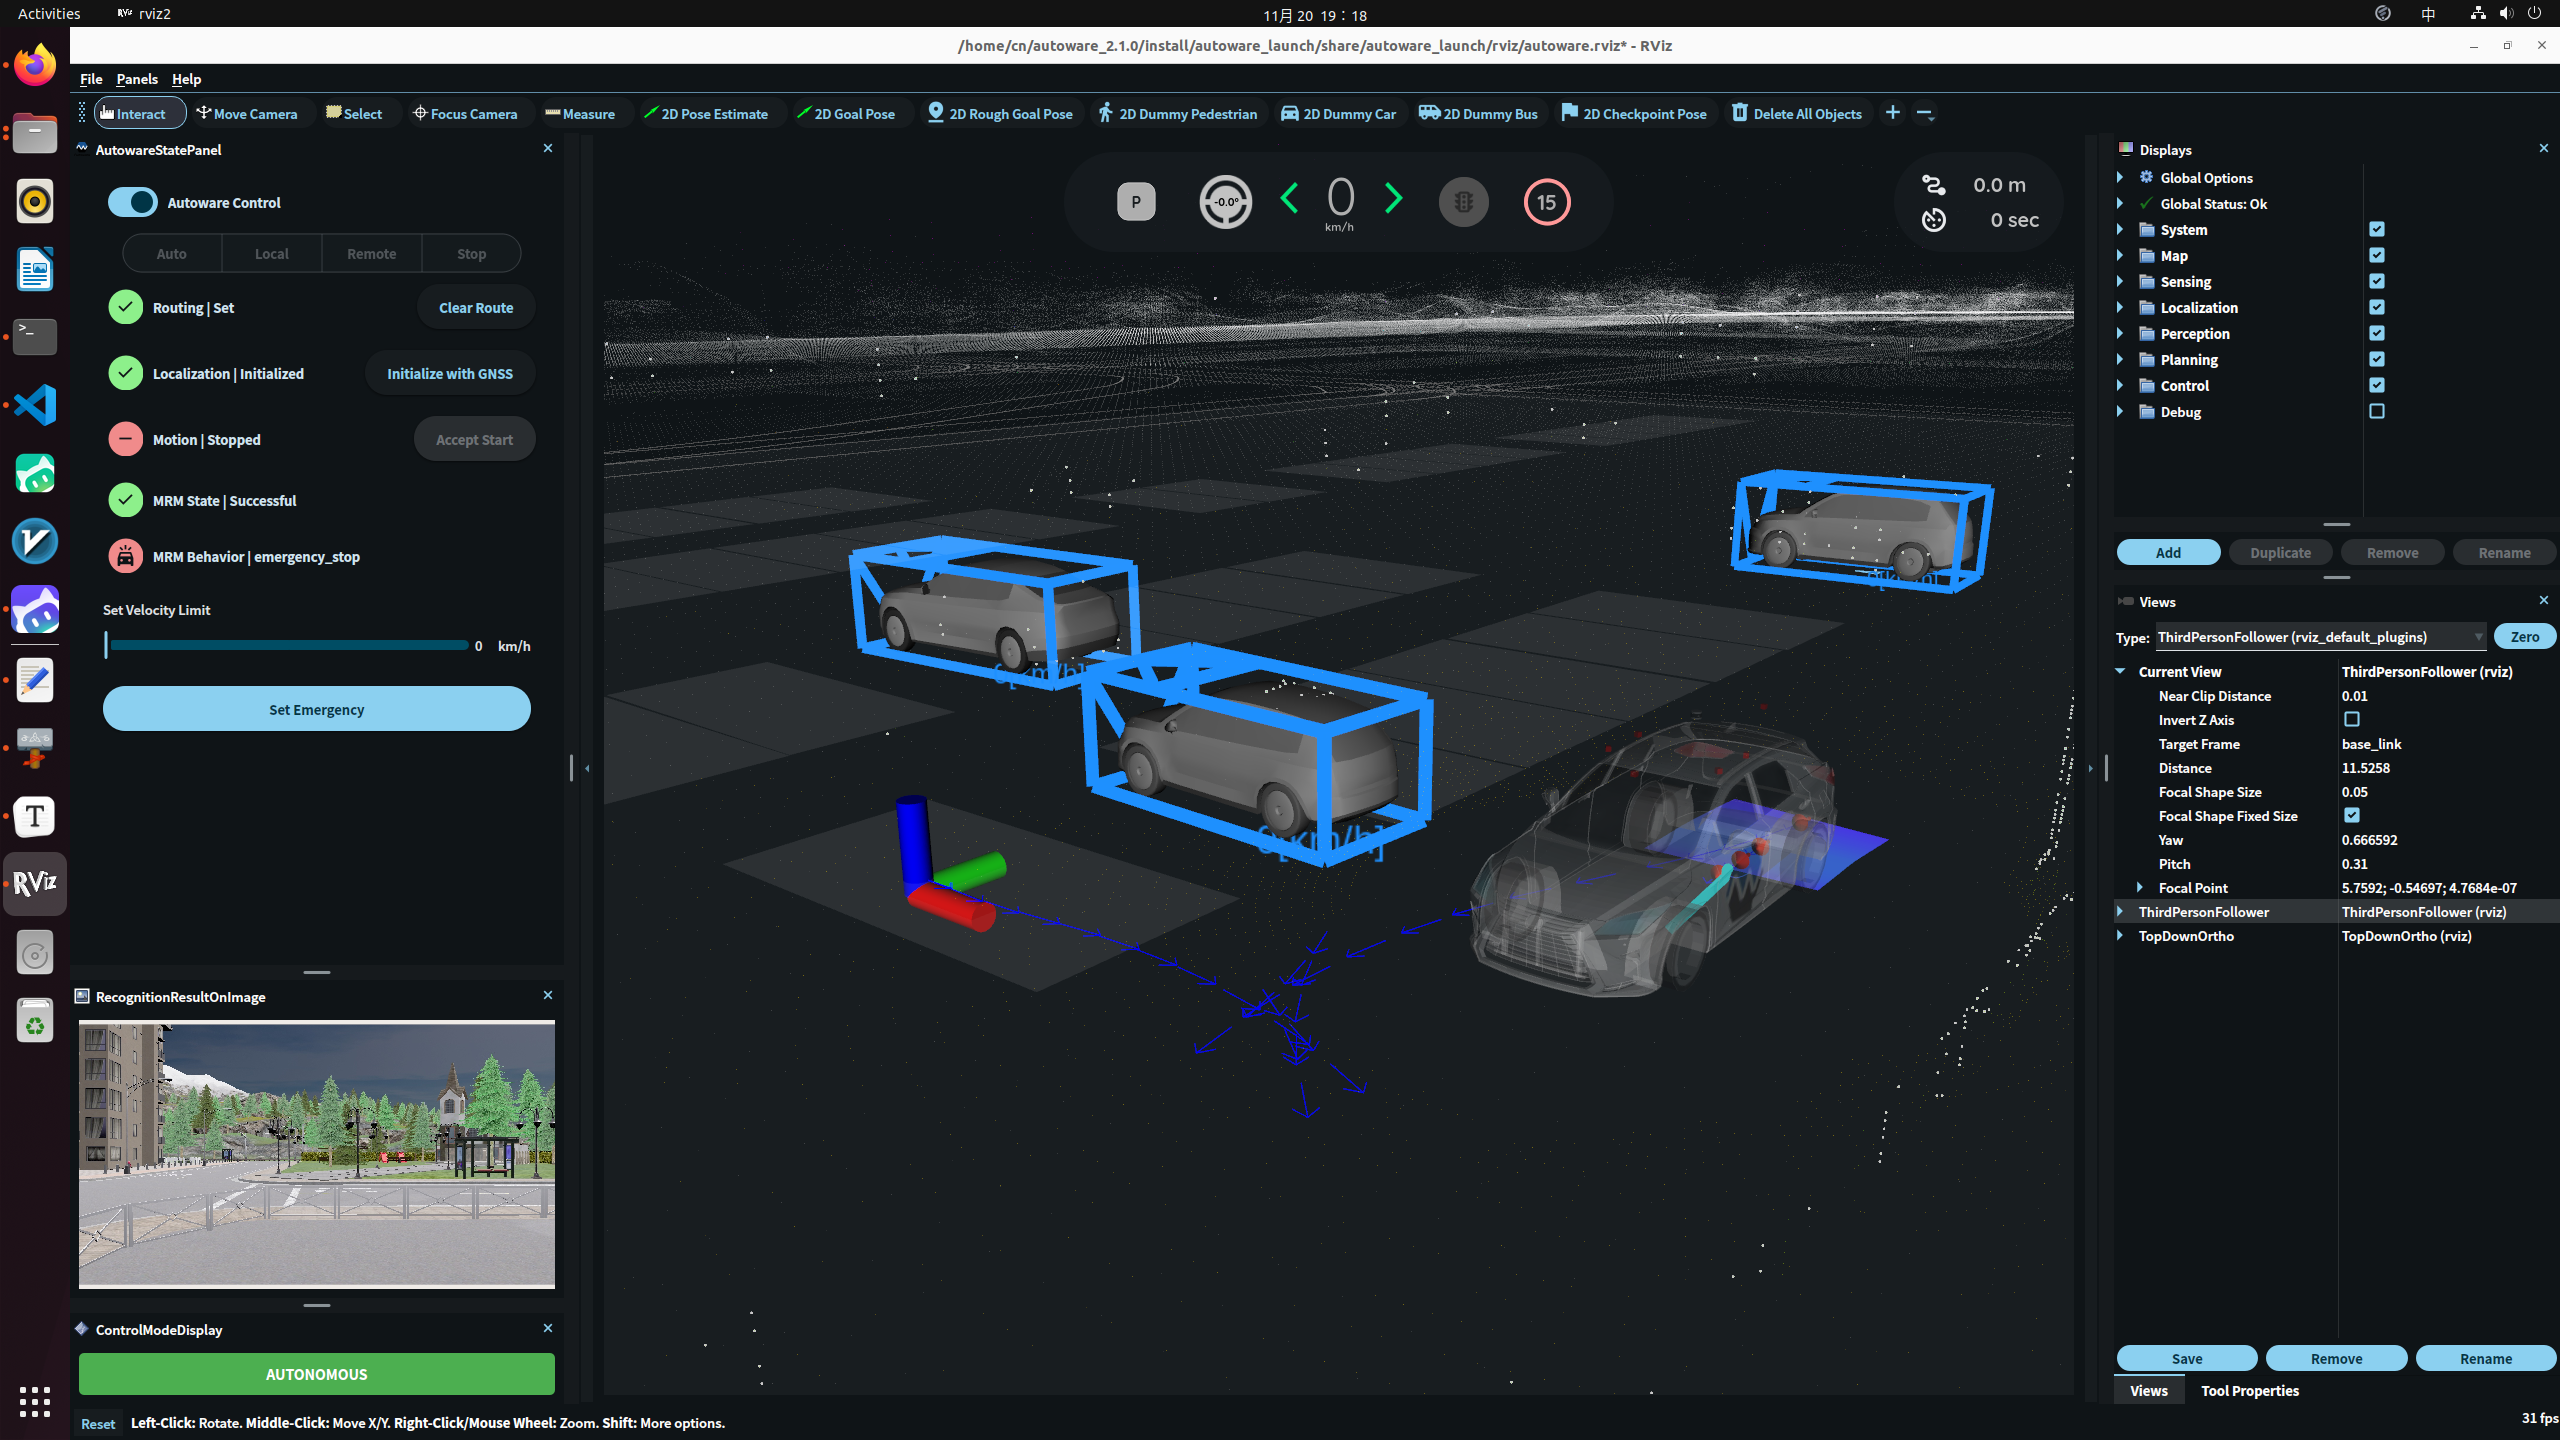 Activities
RViz rviz2
11月 20 19：18
中
/home/cn/autoware_2.1.0/install/autoware_launch/share/autoware_launch/rviz/autoware.rviz* - RViz
File Panels Help
Interact Move Camera Select Focus Camera Measure 2D Pose Estimate 2D Goal Pose 2D Rough Goal Pose 2D Dummy Pedestrian 2D Dummy Car 2D Dummy Bus 2D Checkpoint Pose Delete All Objects
AutowareStatePanel
Autoware Control
Auto Local Remote Stop
Routing | Set Clear Route
Localization | Initialized Initialize with GNSS
Motion | Stopped Accept Start
MRM State | Successful
MRM Behavior | emergency_stop
Set Velocity Limit
0 km/h
Set Emergency
RecognitionResultOnImage
ControlModeDisplay
AUTONOMOUS
Reset Left-Click: Rotate. Middle-Click: Move X/Y. Right-Click/Mouse Wheel: Zoom. Shift: More options.
P
-0.0°
0
km/h
15
0.0 m
0 sec
Displays
Global Options
Global Status: Ok
System
Map
Sensing
Localization
Perception
Planning
Control
Debug
Add Duplicate Remove Rename
Views
Type: ThirdPersonFollower (rviz_default_plugins) Zero
Current View ThirdPersonFollower (rviz)
Near Clip Distance 0.01
Invert Z Axis
Target Frame base_link
Distance 11.5258
Focal Shape Size 0.05
Focal Shape Fixed Size
Yaw 0.666592
Pitch 0.31
Focal Point 5.7592; -0.54697; 4.7684e-07
ThirdPersonFollower ThirdPersonFollower (rviz)
TopDownOrtho TopDownOrtho (rviz)
Save Remove Rename
Views Tool Properties
31 fps
T
RViz